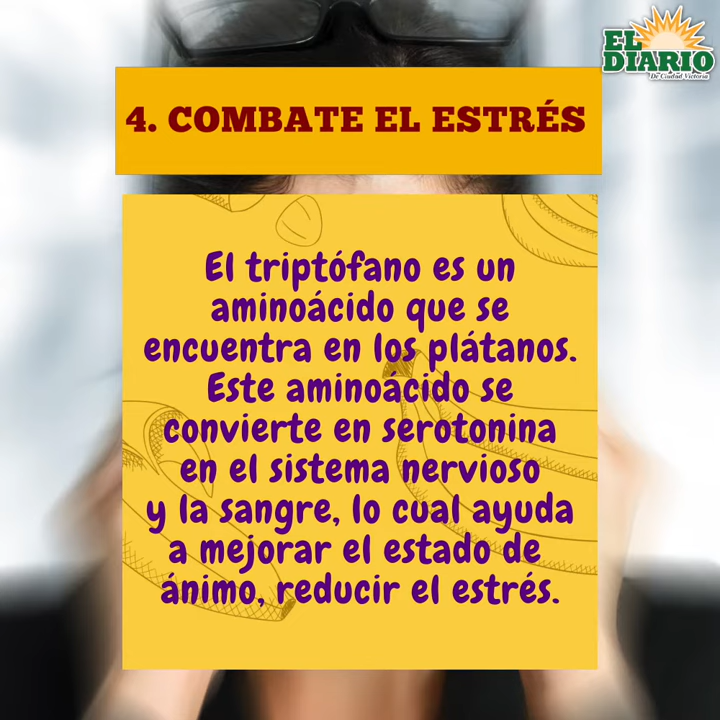 EL
DIARIO
De Ciudad Victoria
4. COMBATE EL ESTRÉS
El triptófano es un
aminoácido que se
encuentra en los plátanos.
Este aminoácido se
convierte en serotonina
en el sistema nervioso
y la sangre, lo cual ayuda
a mejorar el estado de
ánimo, reducir el estrés.